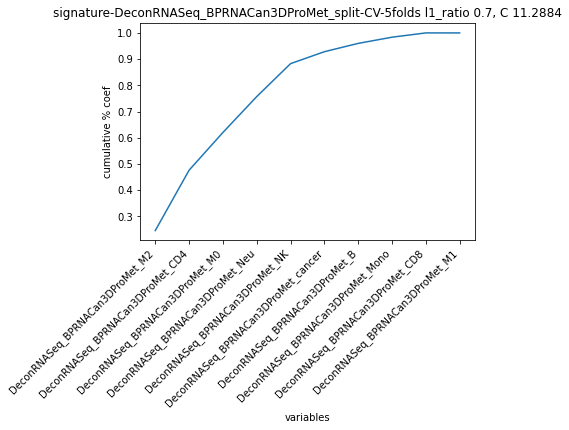 signature-DeconRNASeq_BPRNACan3DProMet_split-CV-5folds l1_ratio 0.7, C 11.2884
1.0
0.9
0.8
0.7
0.6
0.5
0.4
0.3
cumulative % coef
DeconRNASeq_BPRNACan3DProMet_M2
DeconRNASeq_BPRNACan3DProMet_CD4
DeconRNASeq_BPRNACan3DProMet_M0
DeconRNASeq_BPRNACan3DProMet_Neu
DeconRNASeq_BPRNACan3DProMet_NK
DeconRNASeq_BPRNACan3DProMet_cancer
DeconRNASeq_BPRNACan3DProMet_B
DeconRNASeq_BPRNACan3DProMet_Mono
DeconRNASeq_BPRNACan3DProMet_CD8
DeconRNASeq_BPRNACan3DProMet_M1
variables